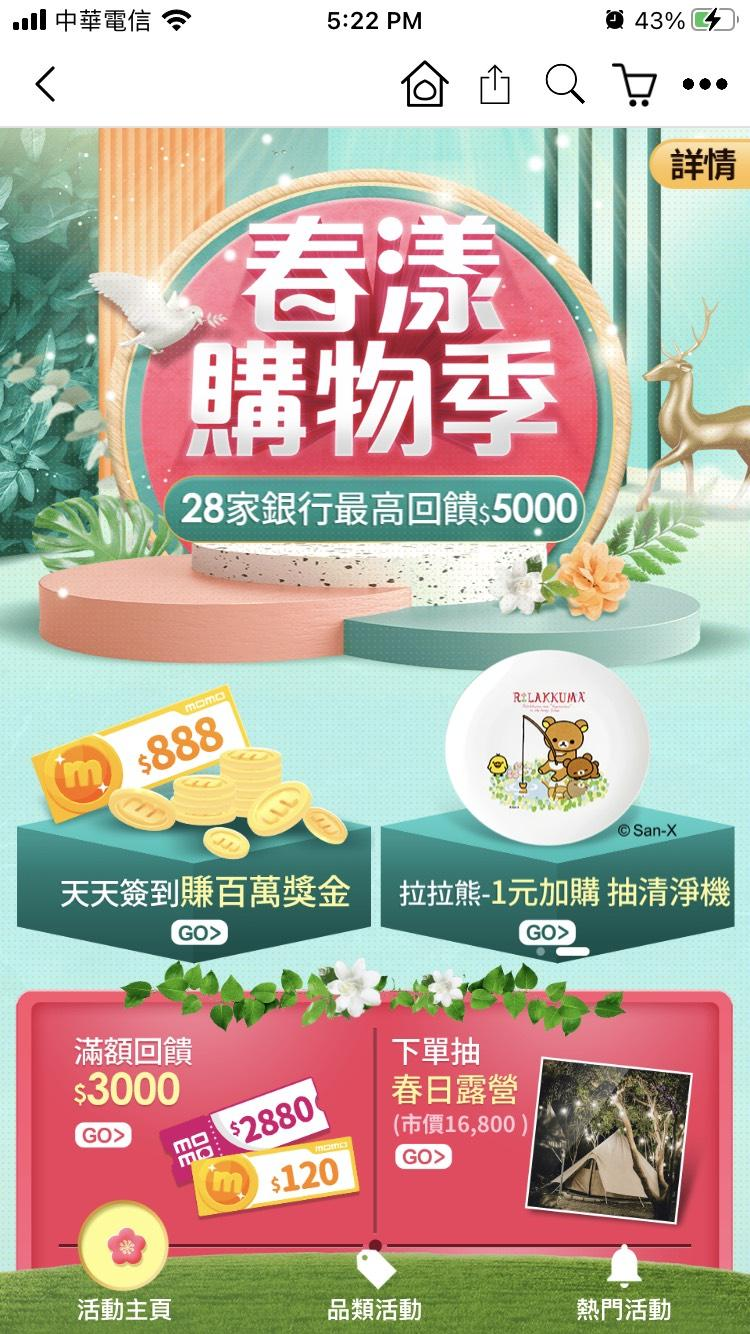 中華電信
5:22 PM
43%
詳情
春漾
購物季
28家銀行最高回饋$5000
momo
$888
m
RILAKKUMA
©San-X
天天簽到賺百萬獎金
GO>
拉拉熊-1元加購 抽清淨機
GO>
滿額回饋
$3000
GO>
momo
$2880
momo
m
$120
下單抽
春日露營
(市價16,800 )
GO>
活動主頁
品類活動
熱門活動